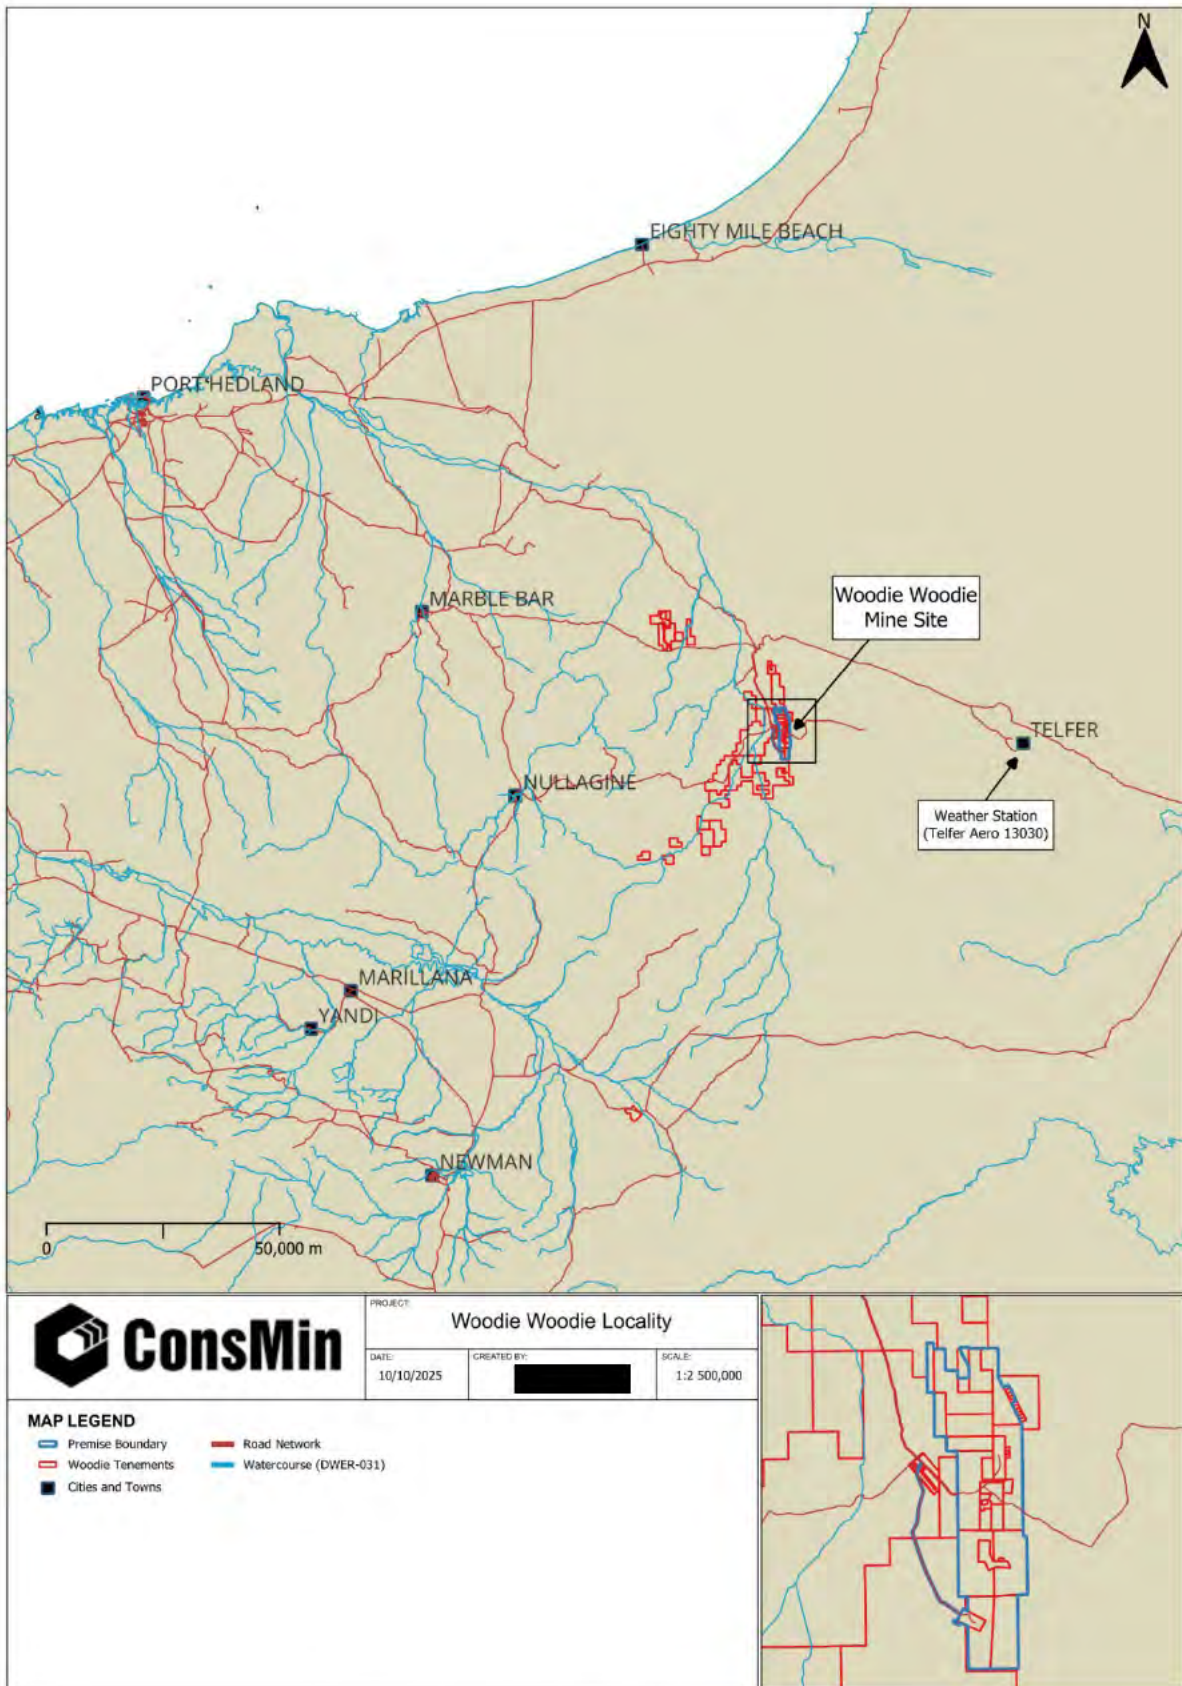 N
EIGHTY MILE BEACH
PORT HEDLAND
MARBLE BAR
Woodie Woodie
Mine Site
TELFER
NULLAGINE
Weather Station
(Telfer Aero 13030)
MARILLANA
YANDI
NEWMAN
0
50,000 m
ConsMin
PROJECT:
Woodie Woodie Locality
DATE:
10/10/2025
CREATED BY:
SCALE:
1:2 500,000
MAP LEGEND
Premise Boundary
Road Network
Woodie Tenements
Watercourse (DWER-031)
Cities and Towns